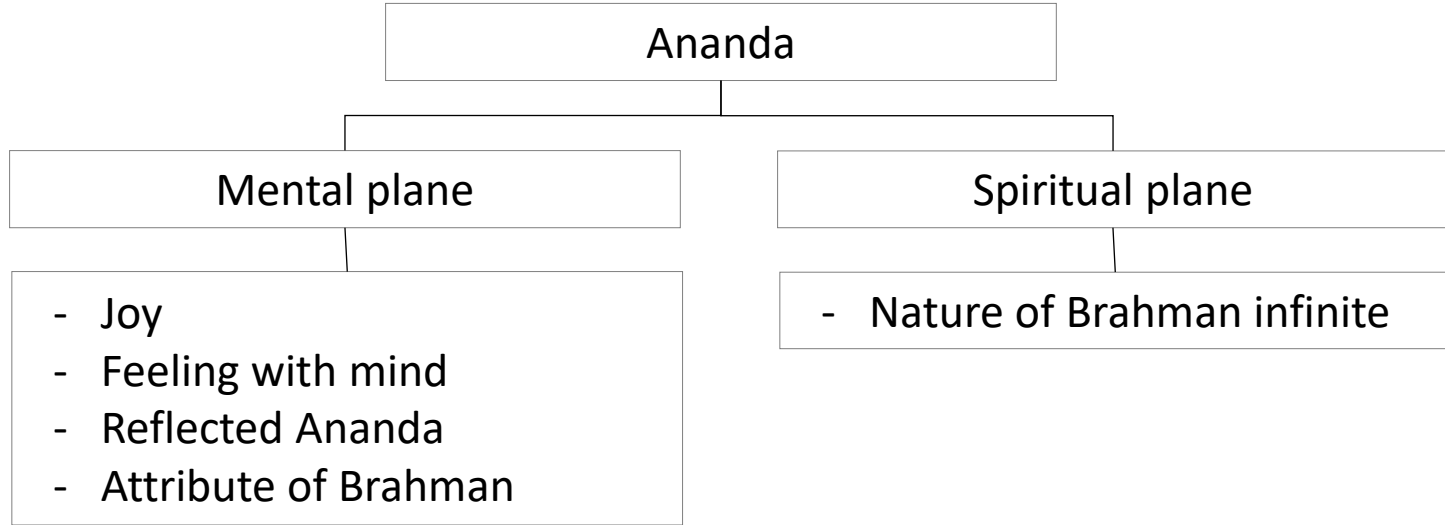 Ananda
Mental plane
Spiritual plane
- Joy
- Feeling with mind
- Reflected Ananda
- Attribute of Brahman
- Nature of Brahman infinite